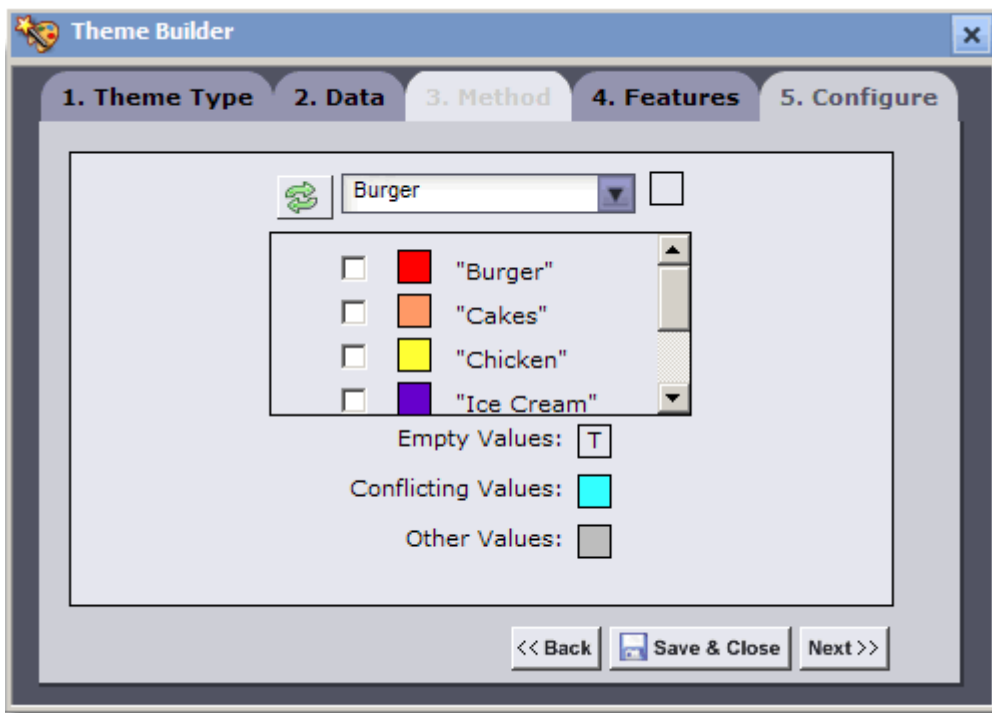 Theme Builder
1. Theme Type 2. Data 3. Method 4. Features 5. Configure
Burger
"Burger"
"Cakes"
"Chicken"
"Ice Cream"
Empty Values: T
Conflicting Values:
Other Values:
<< Back Save & Close Next >>